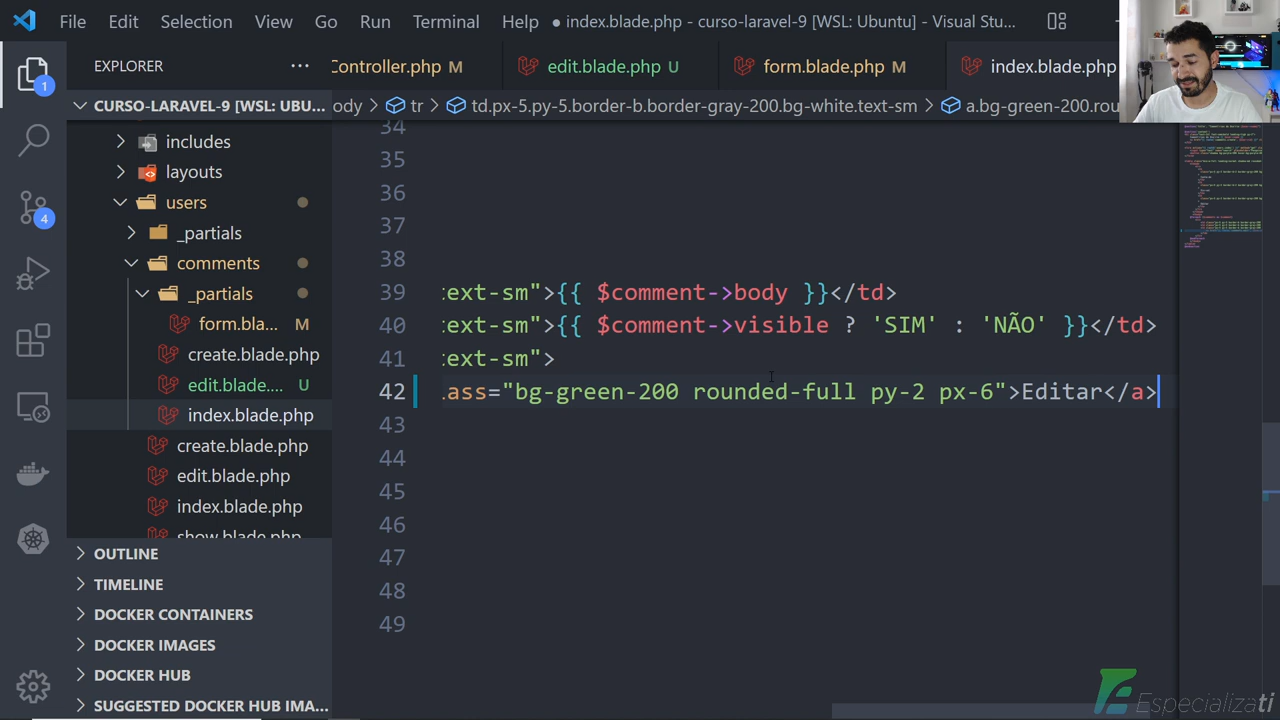 File Edit Selection View Go Run Terminal Help
● index.blade.php - curso-laravel-9 [WSL: Ubuntu] - Visual Stu...
EXPLORER
Controller.php M
edit.blade.php U
form.blade.php M
index.blade.php
CURSO-LARAVEL-9 [WSL: UBU...
ody > tr > td.px-5.py-5.border-b.border-gray-200.bg-white.text-sm > a.bg-green-200.rou
1
4
includes
layouts
users
_partials
comments
_partials
form.bla... M
create.blade.php
edit.blade.... U
index.blade.php
create.blade.php
edit.blade.php
index.blade.php
show.blade.php
OUTLINE
TIMELINE
DOCKER CONTAINERS
DOCKER IMAGES
DOCKER HUB
SUGGESTED DOCKER HUB IMA...
34
35
36
37
38
39 ext-sm">{{ $comment->body }}</td>
40 ext-sm">{{ $comment->visible ? 'SIM' : 'NÃO' }}</td>
41 ext-sm">
42 lass="bg-green-200 rounded-full py-2 px-6">Editar</a>
43
44
45
46
47
48
49
Especializati